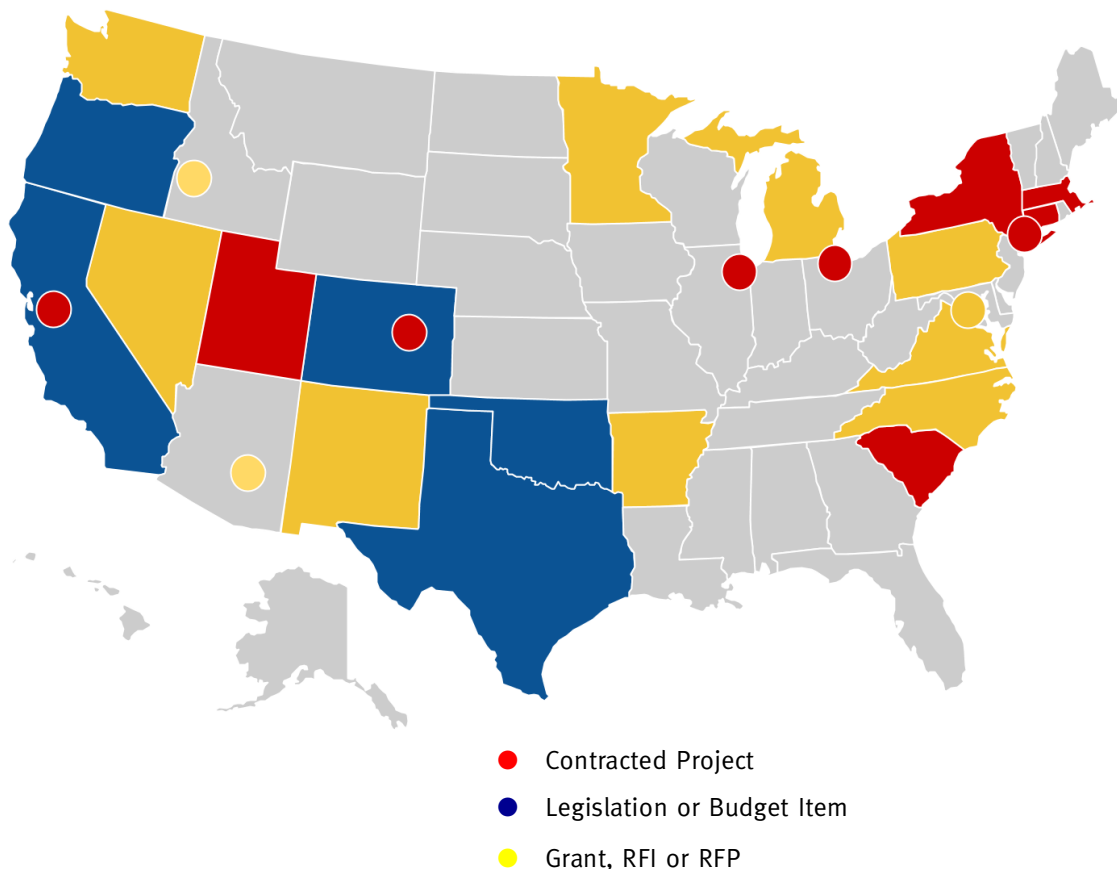 Contracted Project
Legislation or Budget Item
Grant, RFI or RFP